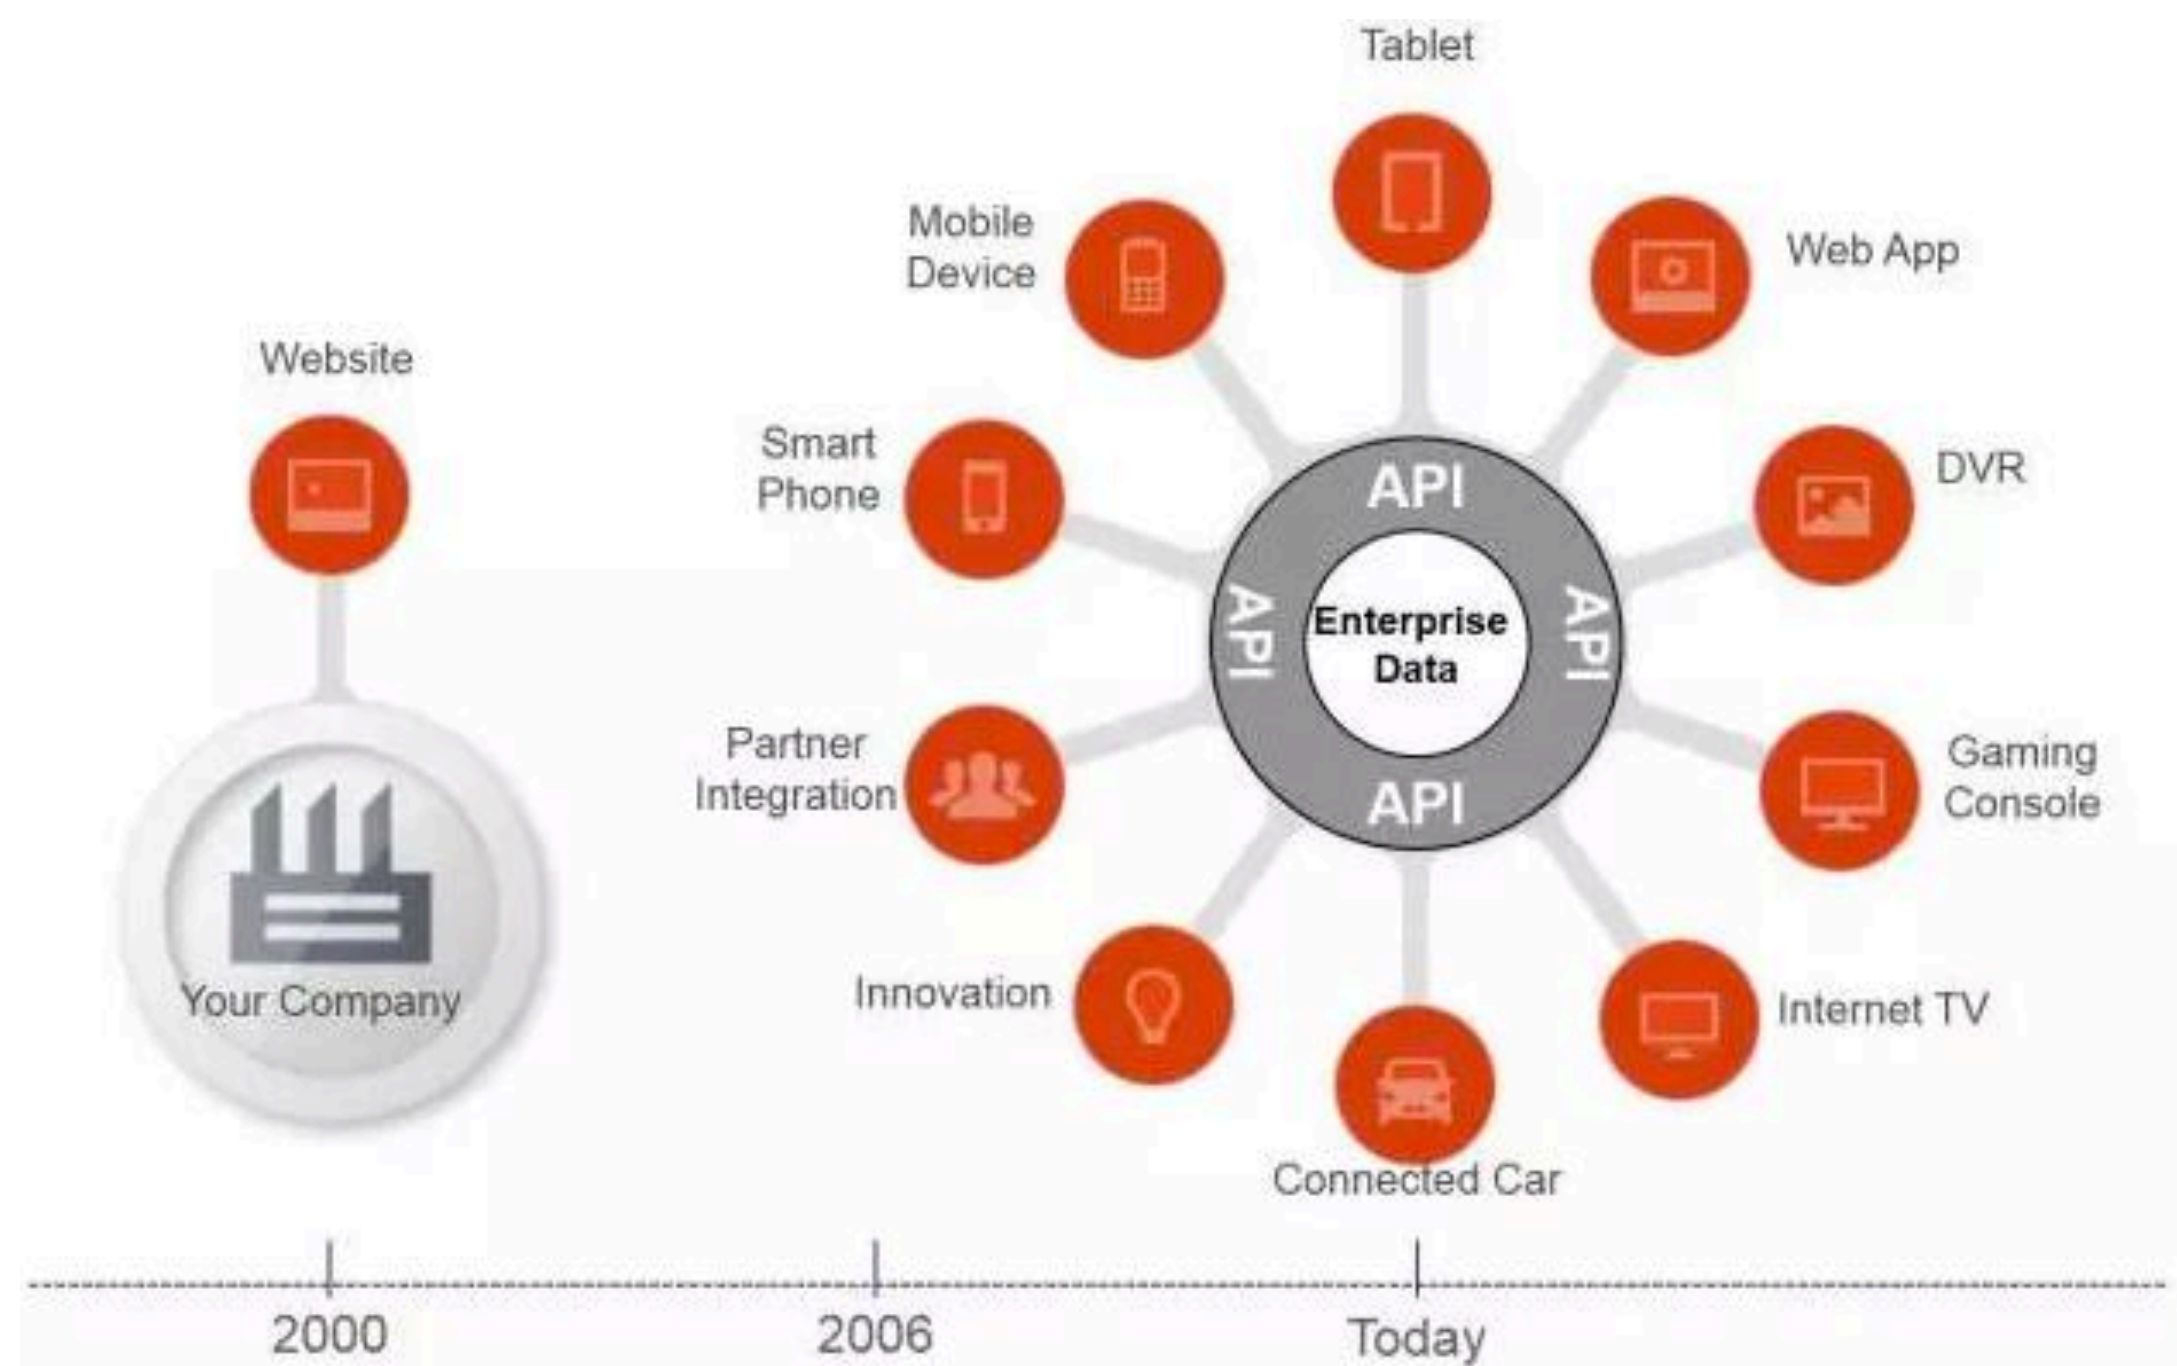 Tablet
Mobile
Device
Web App
Website
Smart
Phone
DVR
API
API
Enterprise
Data
API
Partner
Integration
Gaming
Console
API
Your Company
Innovation
Internet TV
Connected Car
2000
2006
Today